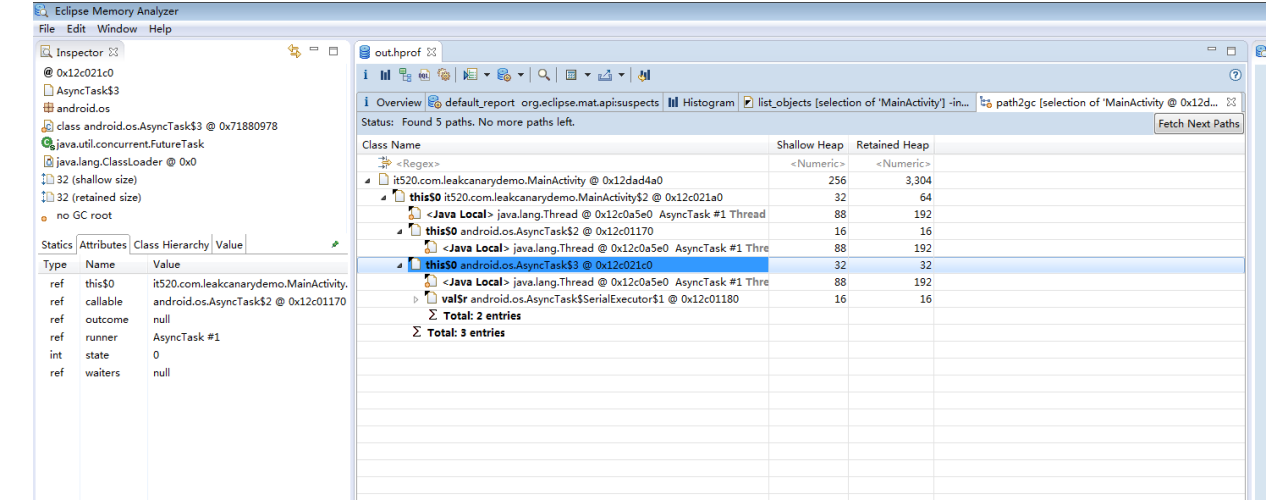 Eclipse Memory Analyzer
File Edit Window Help
Inspector
@ 0x12c021c0
AsyncTask$3
android.os
class android.os.AsyncTask$3 @ 0x71880978
java.util.concurrent.FutureTask
java.lang.ClassLoader @ 0x0
32 (shallow size)
32 (retained size)
no GC root
Statics Attributes Class Hierarchy Value
Type Name Value
ref this$0 it520.com.leakcanarydemo.MainActivity.
ref callable android.os.AsyncTask$2 @ 0x12c01170
ref outcome null
ref runner AsyncTask #1
int state 0
ref waiters null
out.hprof
i Overview default_report org.eclipse.mat.api:suspects Histogram list_objects [selection of 'MainActivity'] -in... path2gc [selection of 'MainActivity @ 0x12d...
Status: Found 5 paths. No more paths left. Fetch Next Paths
Class Name Shallow Heap Retained Heap
<Regex> <Numeric> <Numeric>
it520.com.leakcanarydemo.MainActivity @ 0x12dad4a0 256 3,304
this$0 it520.com.leakcanarydemo.MainActivity$2 @ 0x12c021a0 32 64
<Java Local> java.lang.Thread @ 0x12c0a5e0 AsyncTask #1 Thread 88 192
this$0 android.os.AsyncTask$2 @ 0x12c01170 16 16
<Java Local> java.lang.Thread @ 0x12c0a5e0 AsyncTask #1 Thre 88 192
this$0 android.os.AsyncTask$3 @ 0x12c021c0 32 32
<Java Local> java.lang.Thread @ 0x12c0a5e0 AsyncTask #1 Thre 88 192
val$r android.os.AsyncTask$SerialExecutor$1 @ 0x12c01180 16 16
Σ Total: 2 entries
Σ Total: 3 entries